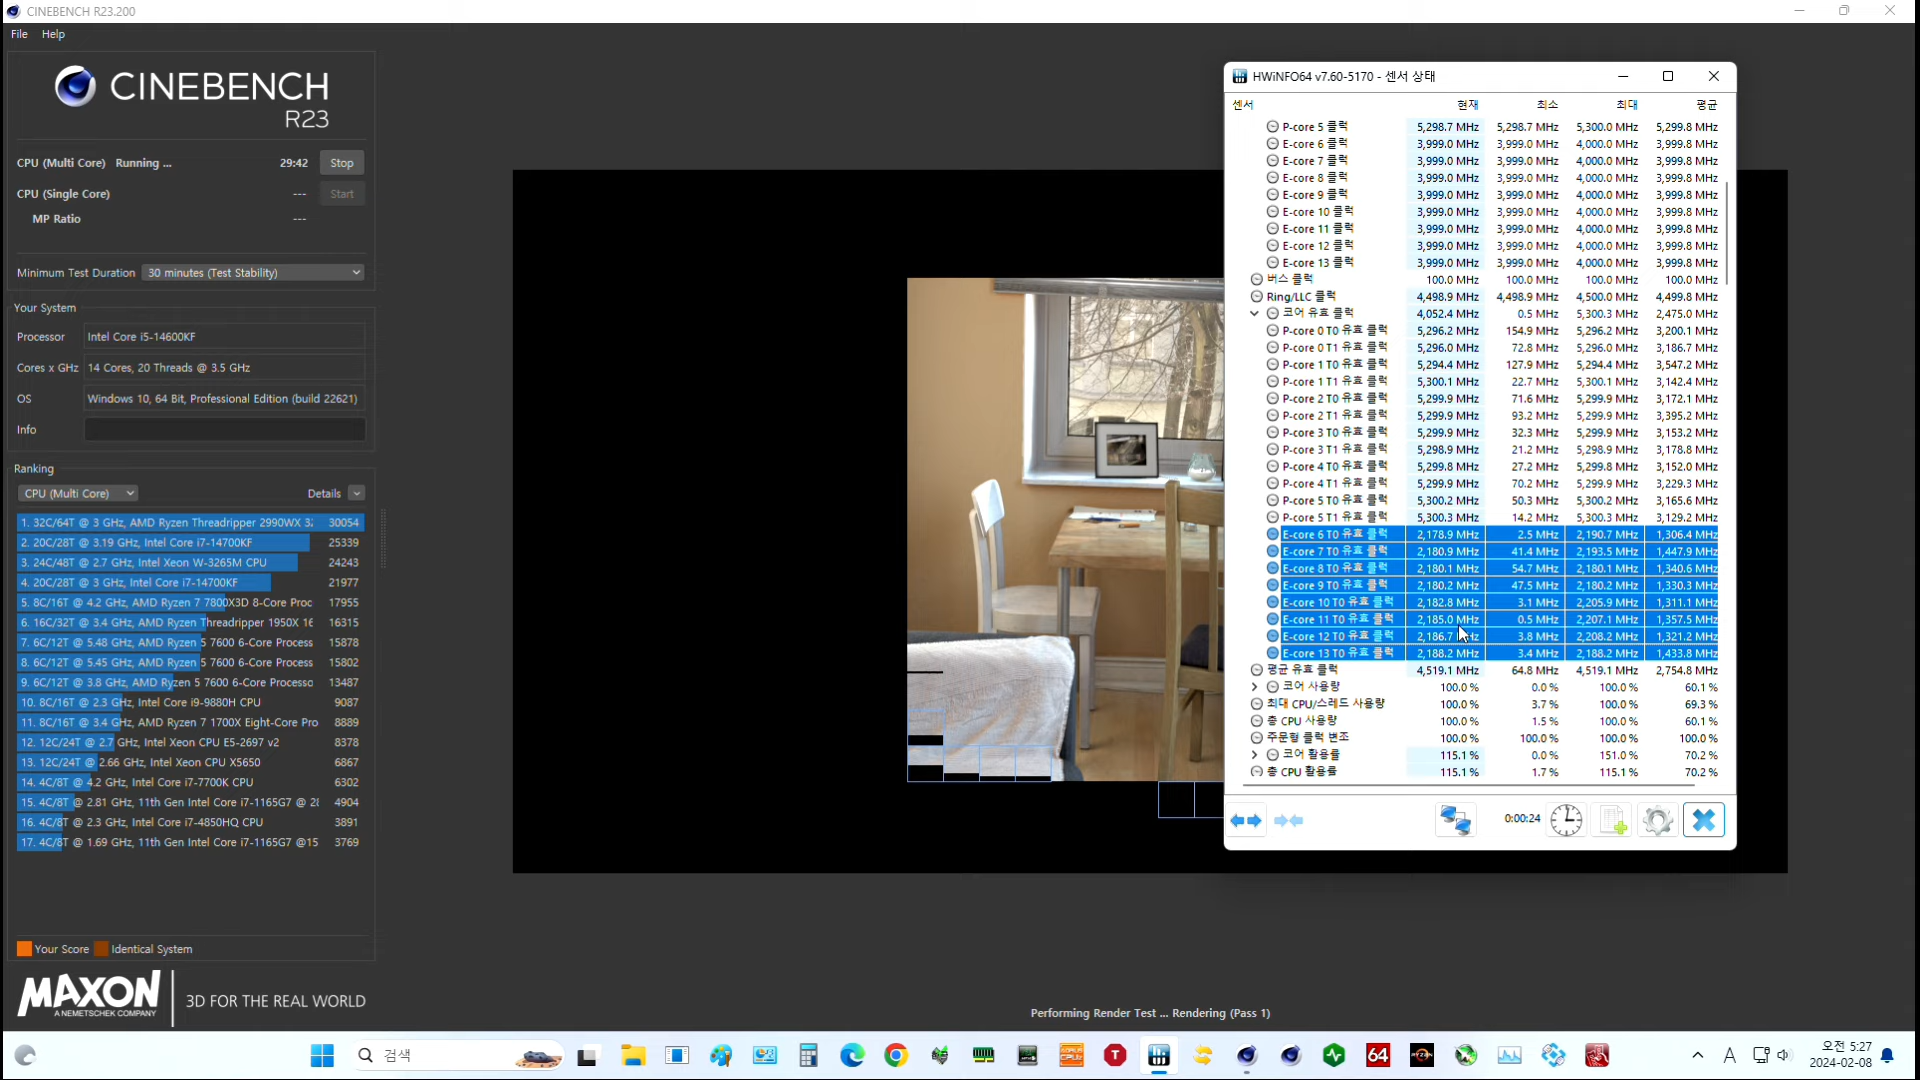 CINEBENCH R23.200
File Help
CINEBENCH
R23
CPU (Multi Core) Running ... 29:42 Stop
CPU (Single Core) --- Start
MP Ratio ---
Minimum Test Duration 30 minutes (Test Stability)
Your System
Processor Intel Core i5-14600KF
Cores x GHz 14 Cores, 20 Threads @ 3.5 GHz
OS Windows 10, 64 Bit, Professional Edition (build 22621)
Info
Ranking
CPU (Multi Core) Details
1. 32C/64T @ 3 GHz, AMD Ryzen Threadripper 2990WX 3: 30054
2. 20C/28T @ 3.19 GHz, Intel Core i7-14700KF 25339
3. 24C/48T @ 2.7 GHz, Intel Xeon W-3265M CPU 24243
4. 20C/28T @ 3 GHz, Intel Core i7-14700KF 21977
5. 8C/16T @ 4.2 GHz, AMD Ryzen 7 7800X3D 8-Core Proc 17955
6. 16C/32T @ 3.4 GHz, AMD Ryzen Threadripper 1950X 16 16315
7. 6C/12T @ 5.48 GHz, AMD Ryzen 5 7600 6-Core Process 15878
8. 6C/12T @ 5.45 GHz, AMD Ryzen 5 7600 6-Core Process 15802
9. 6C/12T @ 3.8 GHz, AMD Ryzen 5 7600 6-Core Processo 13487
10. 8C/16T @ 2.3 GHz, Intel Core i9-9880H CPU 9087
11. 8C/16T @ 3.4 GHz, AMD Ryzen 7 1700X Eight-Core Pro 8889
12. 12C/24T @ 2.7 GHz, Intel Xeon CPU E5-2697 v2 8378
13. 12C/24T @ 2.66 GHz, Intel Xeon CPU X5650 6867
14. 4C/8T @ 4.2 GHz, Intel Core i7-7700K CPU 6302
15. 4C/8T @ 2.81 GHz, 11th Gen Intel Core i7-1165G7 @ 28 4904
16. 4C/8T @ 2.3 GHz, Intel Core i7-4850HQ CPU 3891
17. 4C/8T @ 1.69 GHz, 11th Gen Intel Core i7-1165G7 @15 3769
Your Score Identical System
MAXON
A NEMETSCHEK COMPANY
3D FOR THE REAL WORLD
Performing Render Test ... Rendering (Pass 1)
HWiNFO64 v7.60-5170 - 센서 상태
센서 현재 최소 최대 평균
P-core 5 클럭 5,298.7 MHz 5,298.7 MHz 5,300.0 MHz 5,299.8 MHz
E-core 6 클럭 3,999.0 MHz 3,999.0 MHz 4,000.0 MHz 3,999.8 MHz
E-core 7 클럭 3,999.0 MHz 3,999.0 MHz 4,000.0 MHz 3,999.8 MHz
E-core 8 클럭 3,999.0 MHz 3,999.0 MHz 4,000.0 MHz 3,999.8 MHz
E-core 9 클럭 3,999.0 MHz 3,999.0 MHz 4,000.0 MHz 3,999.8 MHz
E-core 10 클럭 3,999.0 MHz 3,999.0 MHz 4,000.0 MHz 3,999.8 MHz
E-core 11 클럭 3,999.0 MHz 3,999.0 MHz 4,000.0 MHz 3,999.8 MHz
E-core 12 클럭 3,999.0 MHz 3,999.0 MHz 4,000.0 MHz 3,999.8 MHz
E-core 13 클럭 3,999.0 MHz 3,999.0 MHz 4,000.0 MHz 3,999.8 MHz
버스 클럭 100.0 MHz 100.0 MHz 100.0 MHz 100.0 MHz
Ring/LLC 클럭 4,498.9 MHz 4,498.9 MHz 4,500.0 MHz 4,499.8 MHz
코어 유효 클럭 4,052.4 MHz 0.5 MHz 5,300.3 MHz 2,475.0 MHz
P-core 0 T0 유효 클럭 5,296.2 MHz 154.9 MHz 5,296.2 MHz 3,200.1 MHz
P-core 0 T1 유효 클럭 5,296.0 MHz 72.8 MHz 5,296.0 MHz 3,186.7 MHz
P-core 1 T0 유효 클럭 5,294.4 MHz 127.9 MHz 5,294.4 MHz 3,547.2 MHz
P-core 1 T1 유효 클럭 5,300.1 MHz 22.7 MHz 5,300.1 MHz 3,142.4 MHz
P-core 2 T0 유효 클럭 5,299.9 MHz 71.6 MHz 5,299.9 MHz 3,172.1 MHz
P-core 2 T1 유효 클럭 5,299.9 MHz 93.2 MHz 5,299.9 MHz 3,395.2 MHz
P-core 3 T0 유효 클럭 5,299.9 MHz 32.3 MHz 5,299.9 MHz 3,153.2 MHz
P-core 3 T1 유효 클럭 5,298.9 MHz 21.2 MHz 5,298.9 MHz 3,178.8 MHz
P-core 4 T0 유효 클럭 5,299.8 MHz 27.2 MHz 5,299.8 MHz 3,152.0 MHz
P-core 4 T1 유효 클럭 5,299.9 MHz 70.2 MHz 5,299.9 MHz 3,229.3 MHz
P-core 5 T0 유효 클럭 5,300.2 MHz 50.3 MHz 5,300.2 MHz 3,165.6 MHz
P-core 5 T1 유효 클럭 5,300.3 MHz 14.2 MHz 5,300.3 MHz 3,129.2 MHz
E-core 6 T0 유효 클럭 2,178.9 MHz 2.5 MHz 2,190.7 MHz 1,306.4 MHz
E-core 7 T0 유효 클럭 2,180.9 MHz 41.4 MHz 2,193.5 MHz 1,447.9 MHz
E-core 8 T0 유효 클럭 2,180.1 MHz 54.7 MHz 2,180.1 MHz 1,340.6 MHz
E-core 9 T0 유효 클럭 2,180.2 MHz 47.5 MHz 2,180.2 MHz 1,330.3 MHz
E-core 10 T0 유효 클럭 2,182.8 MHz 3.1 MHz 2,205.9 MHz 1,311.1 MHz
E-core 11 T0 유효 클럭 2,185.0 MHz 0.5 MHz 2,207.1 MHz 1,357.5 MHz
E-core 12 T0 유효 클럭 2,186.7 MHz 3.8 MHz 2,208.2 MHz 1,321.2 MHz
E-core 13 T0 유효 클럭 2,188.2 MHz 3.4 MHz 2,188.2 MHz 1,433.8 MHz
평균 유효 클럭 4,519.1 MHz 64.8 MHz 4,519.1 MHz 2,754.8 MHz
코어 사용량 100.0 % 0.0 % 100.0 % 60.1 %
최대 CPU/스레드 사용량 100.0 % 3.7 % 100.0 % 69.3 %
총 CPU 사용량 100.0 % 1.5 % 100.0 % 60.1 %
주문형 클럭 변조 100.0 % 100.0 % 100.0 % 100.0 %
코어 활용률 115.1 % 0.0 % 151.0 % 70.2 %
총 CPU 활용률 115.1 % 1.7 % 115.1 % 70.2 %
0:00:24
검색
64
RYZEN
A
오전 5:27
2024-02-08